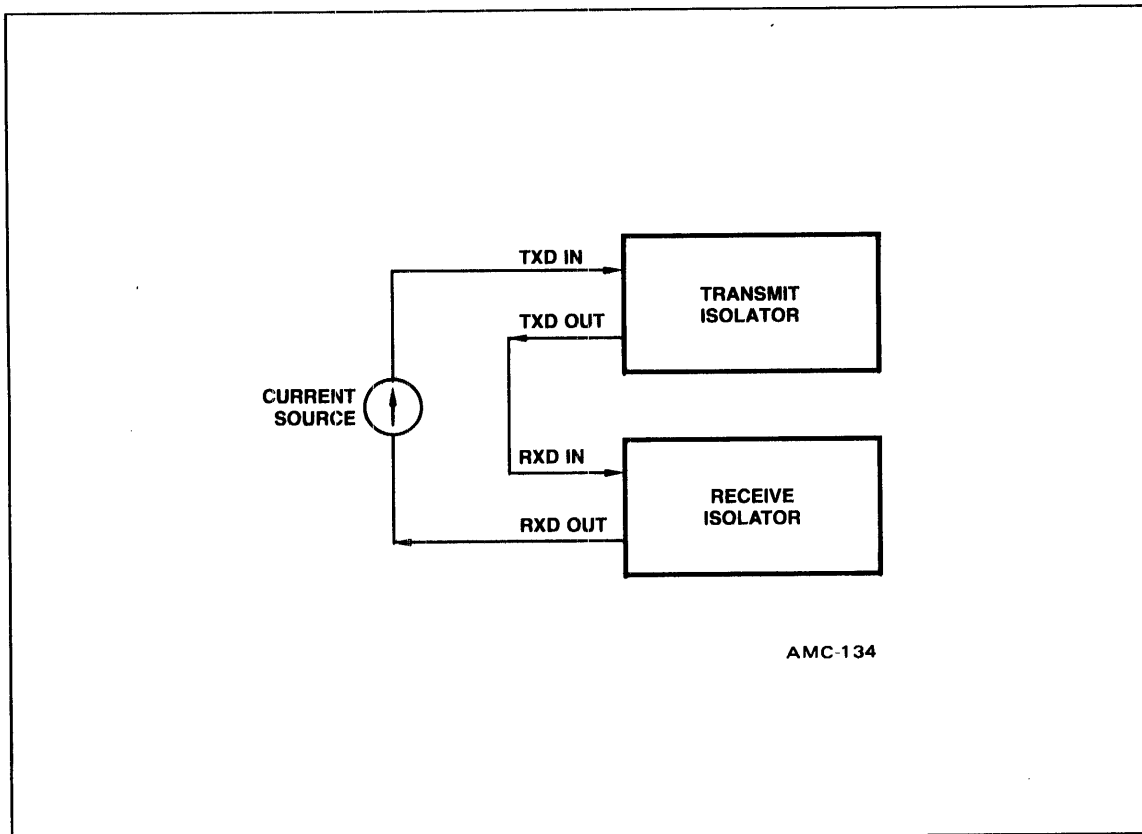 TXD IN
TRANSMIT
ISOLATOR
TXD OUT
CURRENT
SOURCE
RXD IN
RECEIVE
ISOLATOR
RXD OUT
AMC-134